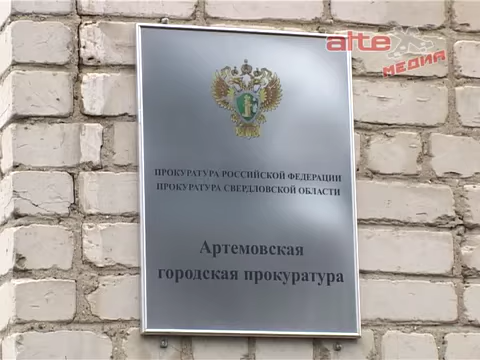 alte
МЕДИА
ПРОКУРАТУРА РОССИЙСКОЙ ФЕДЕРАЦИИ
ПРОКУРАТУРА СВЕРДЛОВСКОЙ ОБЛАСТИ
Артемовская
городская прокуратура